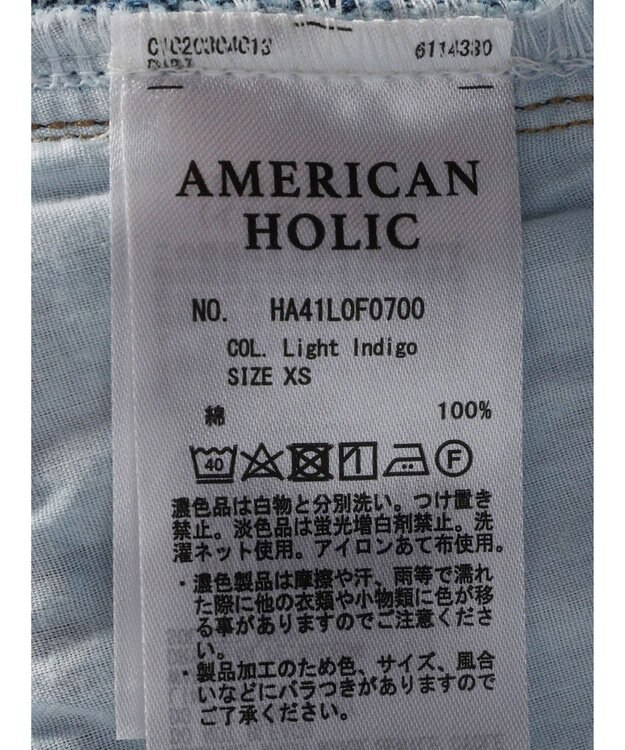 C1020304013 6114330
AMERICAN
HOLIC
NO. HA41L0F0700
COL. Light Indigo
SIZE XS
綿 100%
40 F
濃色品は白物と分別洗い。つけ置き
禁止。淡色品は蛍光増白剤禁止。洗
濯ネット使用。アイロンあて布使用。
・濃色製品は摩擦や汗、雨等で濡れ
た際に他の衣類や小物類に色が移
る事がありますのでご注意くださ
い。
・製品加工のため色、サイズ、風合
いなどにバラつきがありますので
ご了承ください。